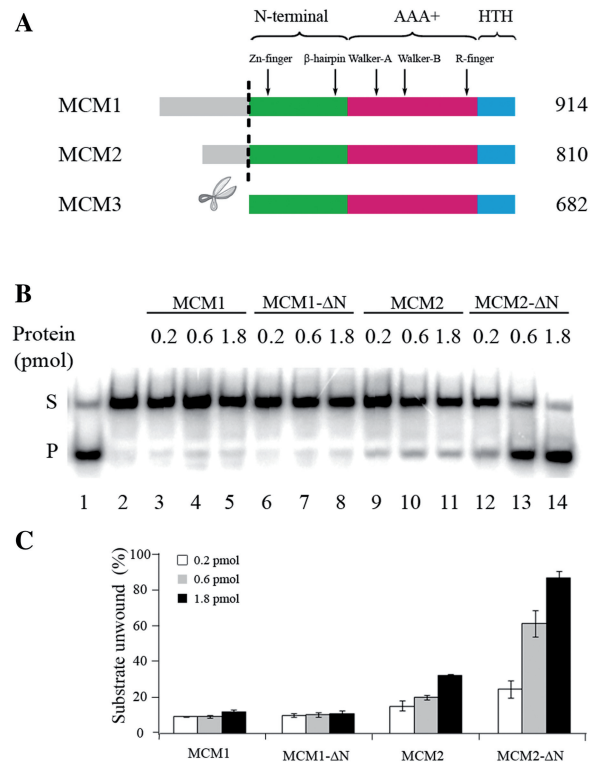 A
N-terminal AAA+ HTH
Zn-finger β-hairpin Walker-A Walker-B R-finger
MCM1 914
MCM2 810
MCM3 682
B
MCM1 MCM1-ΔN MCM2 MCM2-ΔN
Protein (pmol) 0.2 0.6 1.8 0.2 0.6 1.8 0.2 0.6 1.8 0.2 0.6 1.8
S
P
1 2 3 4 5 6 7 8 9 10 11 12 13 14
C
Substrate unwound (%)
100
80
60
40
20
0
0.2 pmol
0.6 pmol
1.8 pmol
MCM1 MCM1-ΔN MCM2 MCM2-ΔN